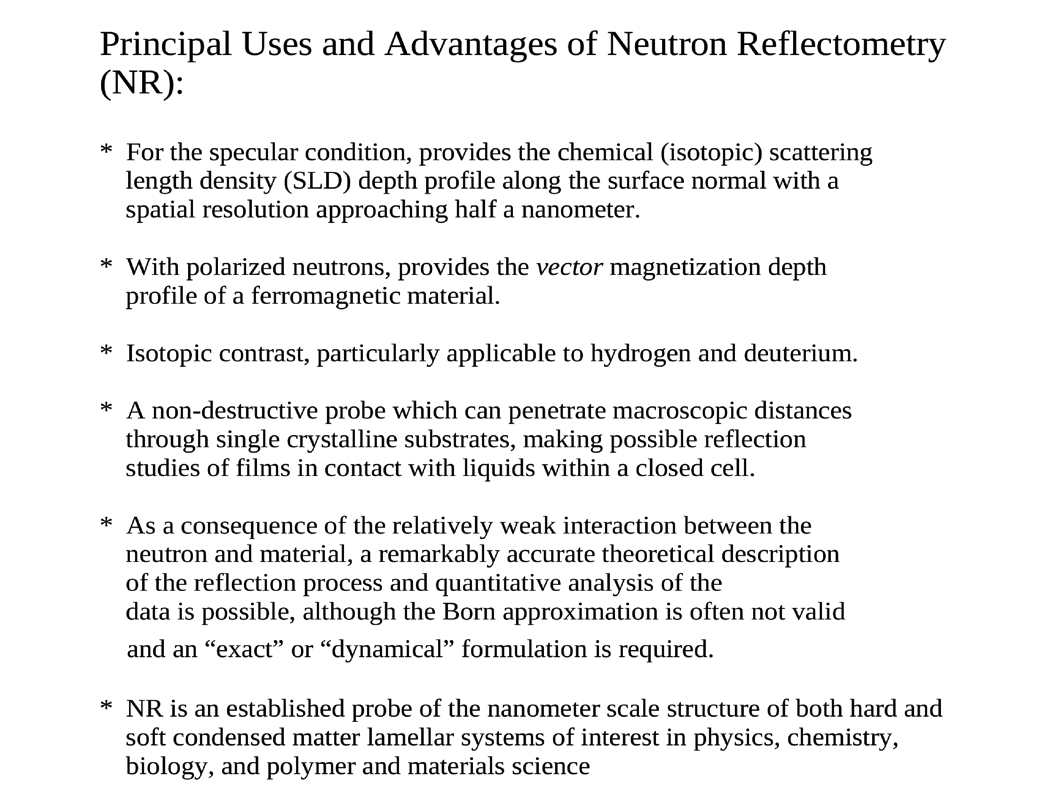 Principal Uses and Advantages of Neutron Reflectometry
(NR):
* For the specular condition, provides the chemical (isotopic) scattering
length density (SLD) depth profile along the surface normal with a
spatial resolution approaching half a nanometer.
* With polarized neutrons, provides the vector magnetization depth
profile of a ferromagnetic material.
* Isotopic contrast, particularly applicable to hydrogen and deuterium.
* A non-destructive probe which can penetrate macroscopic distances
through single crystalline substrates, making possible reflection
studies of films in contact with liquids within a closed cell.
* As a consequence of the relatively weak interaction between the
neutron and material, a remarkably accurate theoretical description
of the reflection process and quantitative analysis of the
data is possible, although the Born approximation is often not valid
and an “exact” or “dynamical” formulation is required.
* NR is an established probe of the nanometer scale structure of both hard and
soft condensed matter lamellar systems of interest in physics, chemistry,
biology, and polymer and materials science